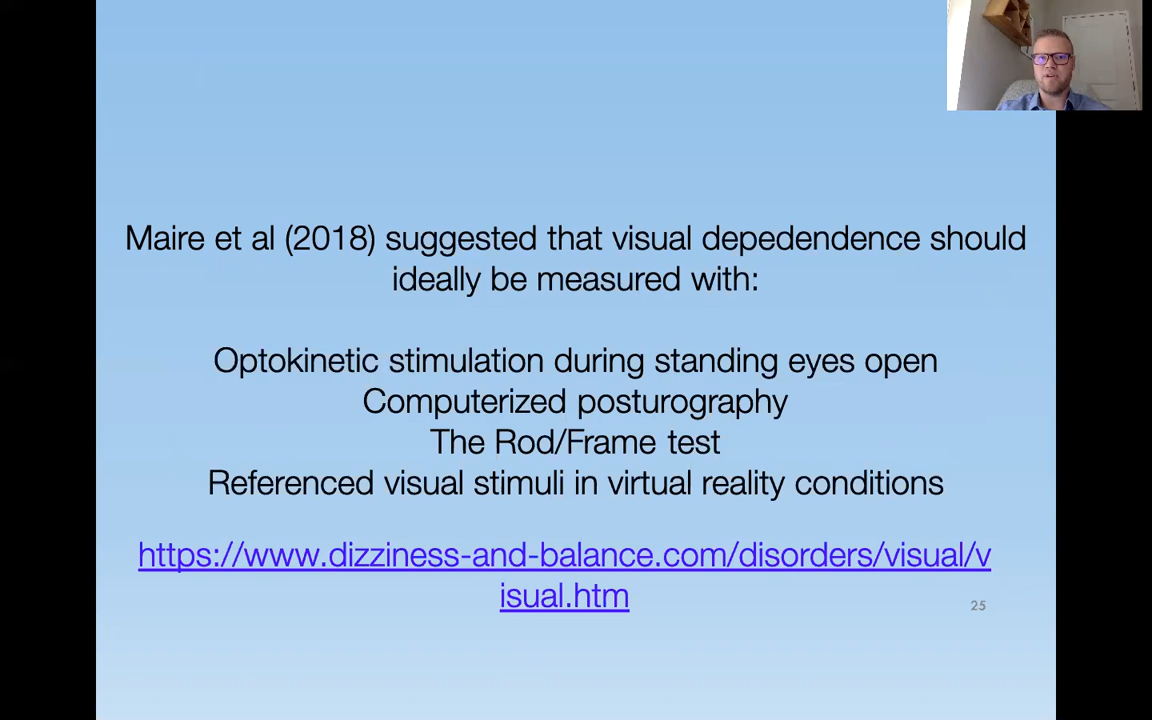 Maire et al (2018) suggested that visual depedendence should
ideally be measured with:
Optokinetic stimulation during standing eyes open
Computerized posturography
The Rod/Frame test
Referenced visual stimuli in virtual reality conditions
https://www.dizziness-and-balance.com/disorders/visual/v
isual.htm
25